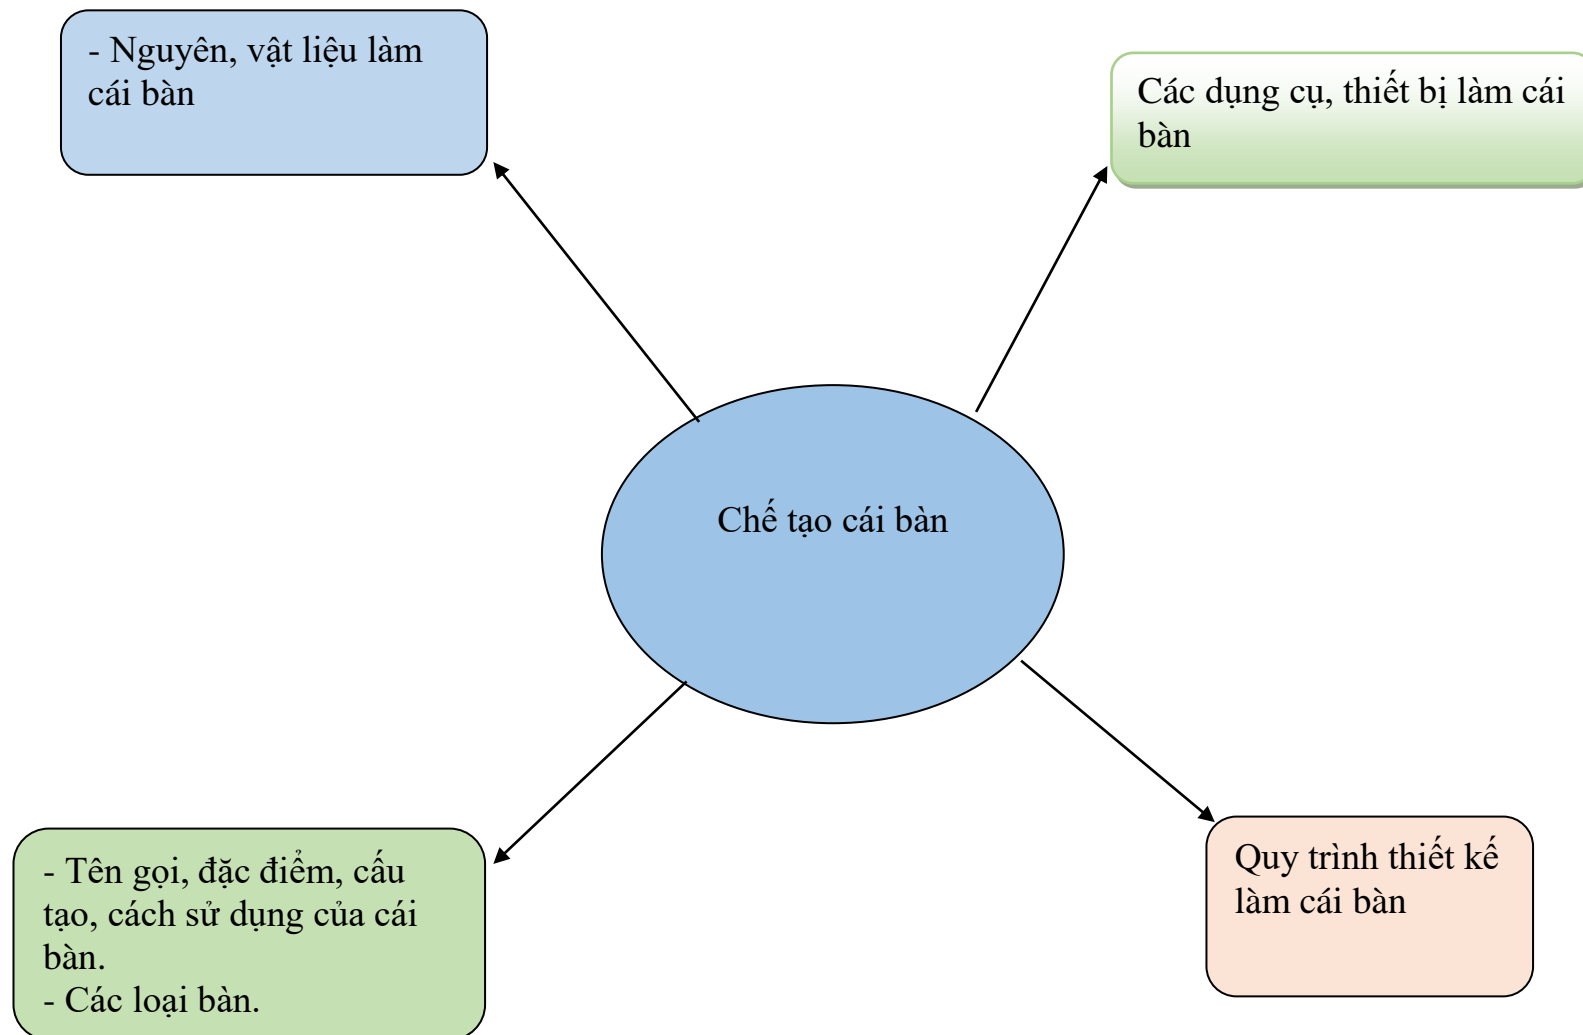 - Nguyên, vật liệu làm
cái bàn
Các dụng cụ, thiết bị làm cái
bàn
Chế tạo cái bàn
- Tên gọi, đặc điểm, cấu
tạo, cách sử dụng của cái
bàn.
- Các loại bàn.
Quy trình thiết kế
làm cái bàn